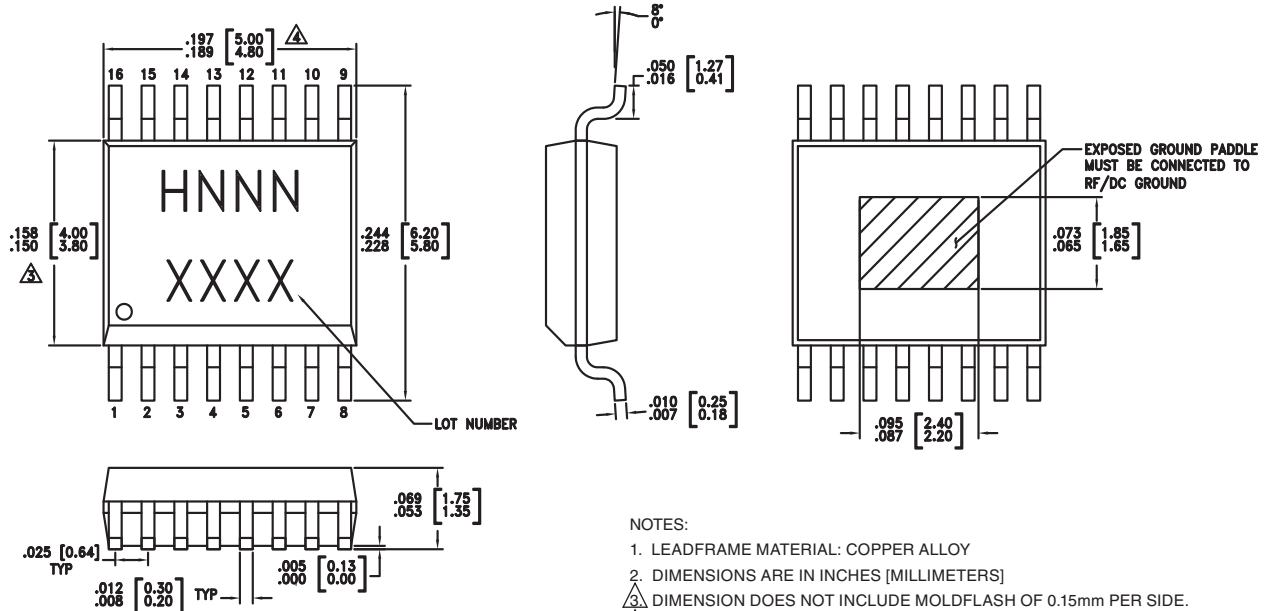 .197 [5.00]
.189 [4.80] 4
16 15 14 13 12 11 10 9
HNNN
XXXX
.158 [4.00]
.150 [3.80]
3
.244 [6.20]
.228 [5.80]
1 2 3 4 5 6 7 8
LOT NUMBER
8°
0°
.050 [1.27]
.016 [0.41]
.010 [0.25]
.007 [0.18]
EXPOSED GROUND PADDLE
MUST BE CONNECTED TO
RF/DC GROUND
.073 [1.85]
.065 [1.65]
.095 [2.40]
.087 [2.20]
.069 [1.75]
.053 [1.35]
.025 [0.64]
TYP
.012 [0.30]
.008 [0.20] TYP
.005 [0.13]
.000 [0.00]
NOTES:
1. LEADFRAME MATERIAL: COPPER ALLOY
2. DIMENSIONS ARE IN INCHES [MILLIMETERS]
3. DIMENSION DOES NOT INCLUDE MOLDFLASH OF 0.15mm PER SIDE.